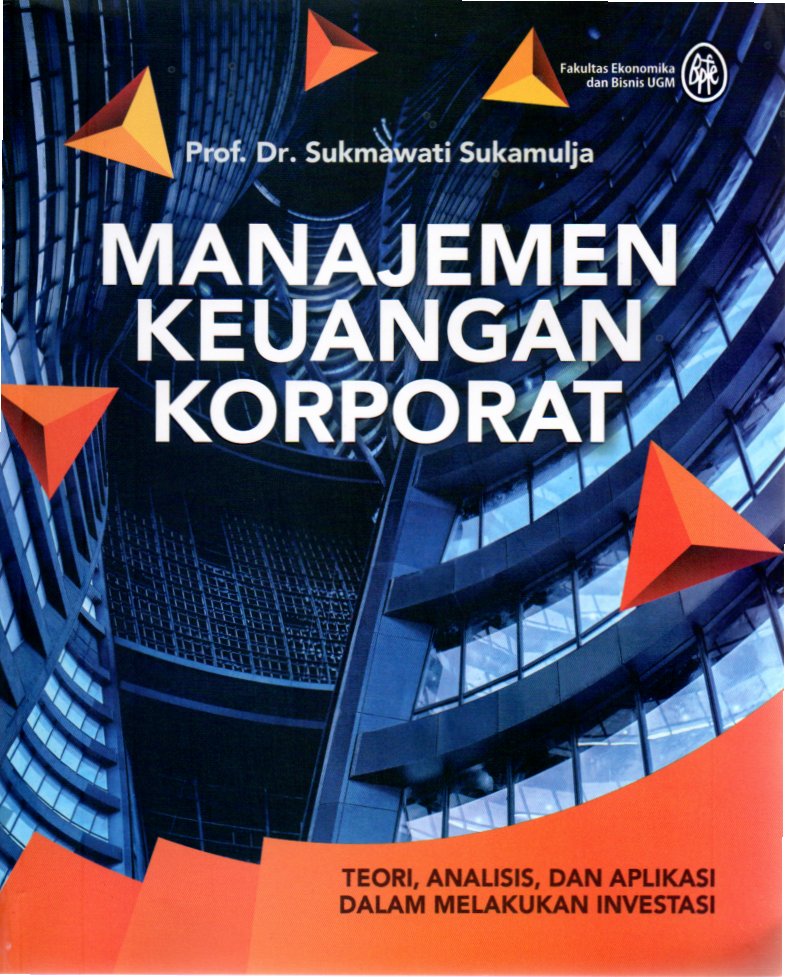 Fakultas Ekonomika
dan Bisnis UGM
Bpfe
Prof. Dr. Sukmawati Sukamulja
MANAJEMEN
KEUANGAN
KORPORAT
TEORI, ANALISIS, DAN APLIKASI
DALAM MELAKUKAN INVESTASI